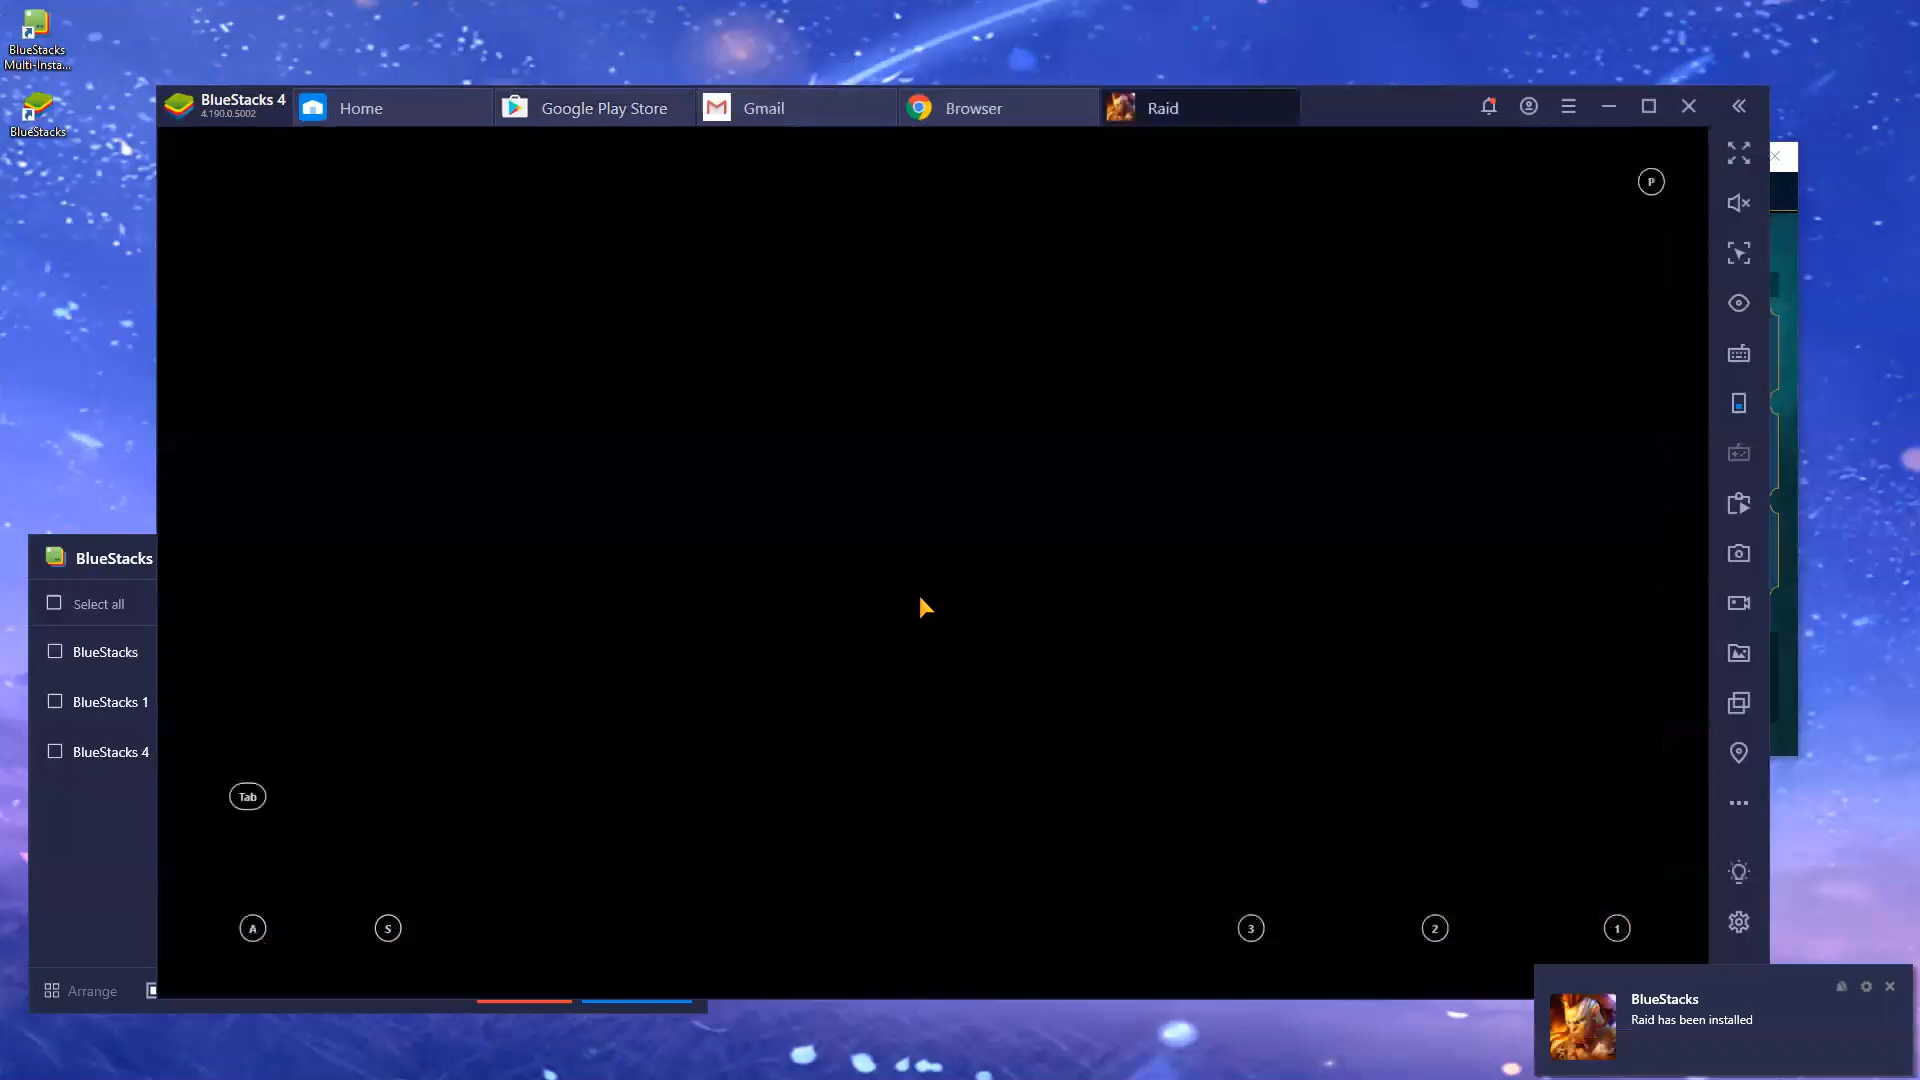 BlueStacks
Multi-Insta...
BlueStacks
BlueStacks 4
4.190.0.5002
Home
Google Play Store
Gmail
Browser
Raid
P
Tab
A
S
3
2
1
BlueStacks
Select all
BlueStacks
BlueStacks 1
BlueStacks 4
Arrange
BlueStacks
Raid has been installed